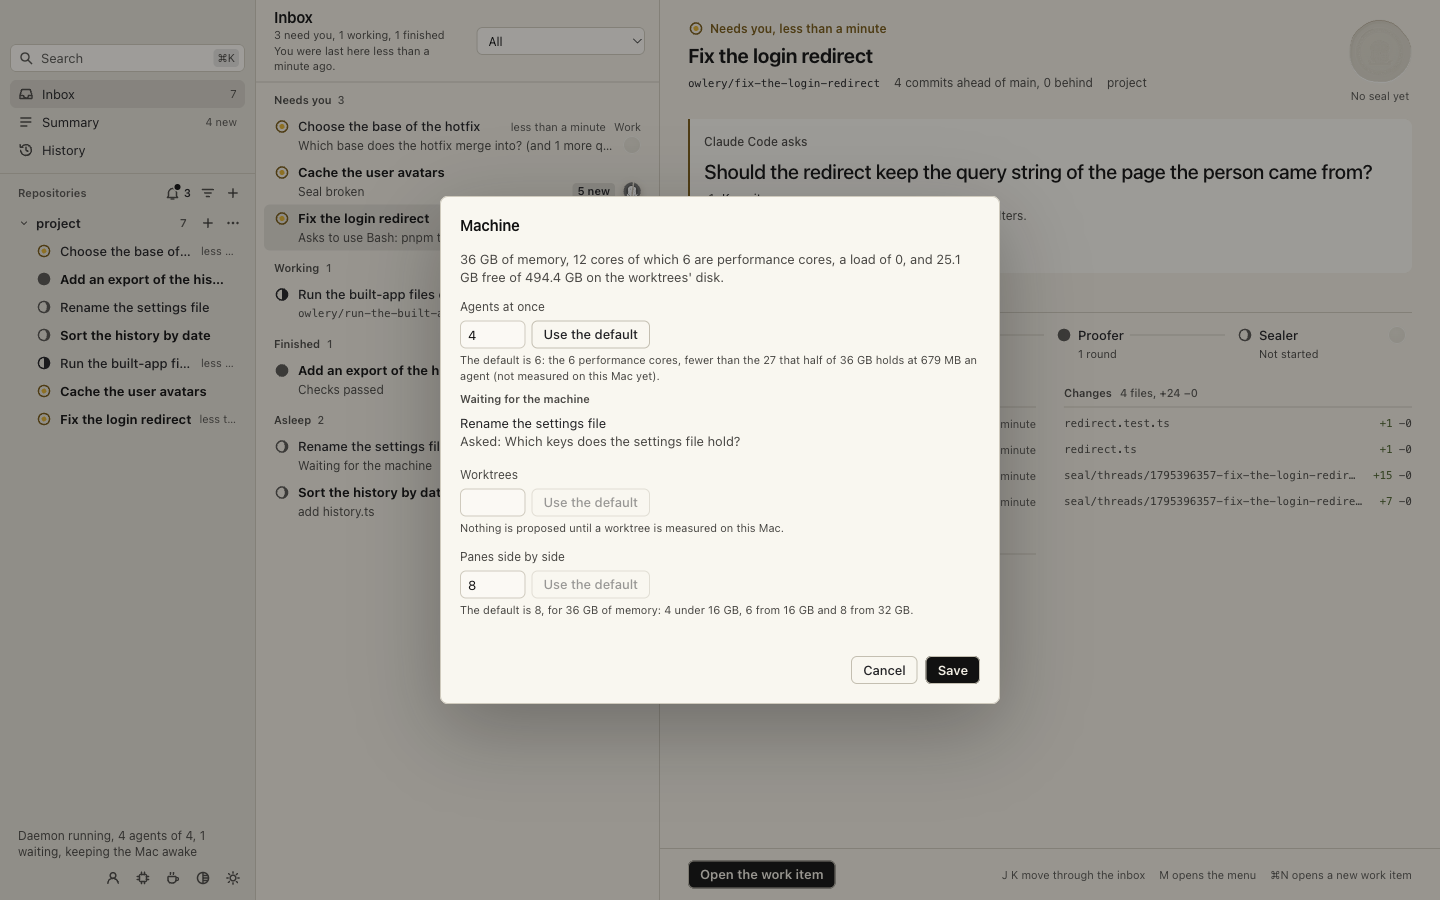 Search ⌘K
Inbox 7
Summary 4 new
History
Repositories 3
project 7
Choose the base of... less ...
Add an export of the his...
Rename the settings file
Sort the history by date
Run the built-app fi... less ...
Cache the user avatars
Fix the login redirect less t...
Daemon running, 4 agents of 4, 1
waiting, keeping the Mac awake
Inbox
3 need you, 1 working, 1 finished
You were last here less than a
minute ago.
All
Needs you 3
Choose the base of the hotfix less than a minute Work
Which base does the hotfix merge into? (and 1 more q...
Cache the user avatars
Seal broken 5 new
Fix the login redirect
Asks to use Bash: pnpm t
Working 1
Run the built-app files
owlery/run-the-built-a
Finished 1
Add an export of the h
Checks passed
Asleep 2
Rename the settings fil
Waiting for the machine
Sort the history by dat
add history.ts
Needs you, less than a minute
Fix the login redirect
owlery/fix-the-login-redirect 4 commits ahead of main, 0 behind project
No seal yet
Claude Code asks
Should the redirect keep the query string of the page the person came from?
ters.
Proofer
1 round
Sealer
Not started
minute
minute
minute
minute
Changes 4 files, +24 −0
redirect.test.ts +1 −0
redirect.ts +1 −0
seal/threads/1795396357-fix-the-login-redir… +15 −0
seal/threads/1795396357-fix-the-login-redire… +7 −0
Machine
36 GB of memory, 12 cores of which 6 are performance cores, a load of 0, and 25.1
GB free of 494.4 GB on the worktrees' disk.
Agents at once
4 Use the default
The default is 6: the 6 performance cores, fewer than the 27 that half of 36 GB holds at 679 MB an
agent (not measured on this Mac yet).
Waiting for the machine
Rename the settings file
Asked: Which keys does the settings file hold?
Worktrees
Use the default
Nothing is proposed until a worktree is measured on this Mac.
Panes side by side
8 Use the default
The default is 8, for 36 GB of memory: 4 under 16 GB, 6 from 16 GB and 8 from 32 GB.
Cancel Save
Open the work item
J K move through the inbox M opens the menu ⌘N opens a new work item